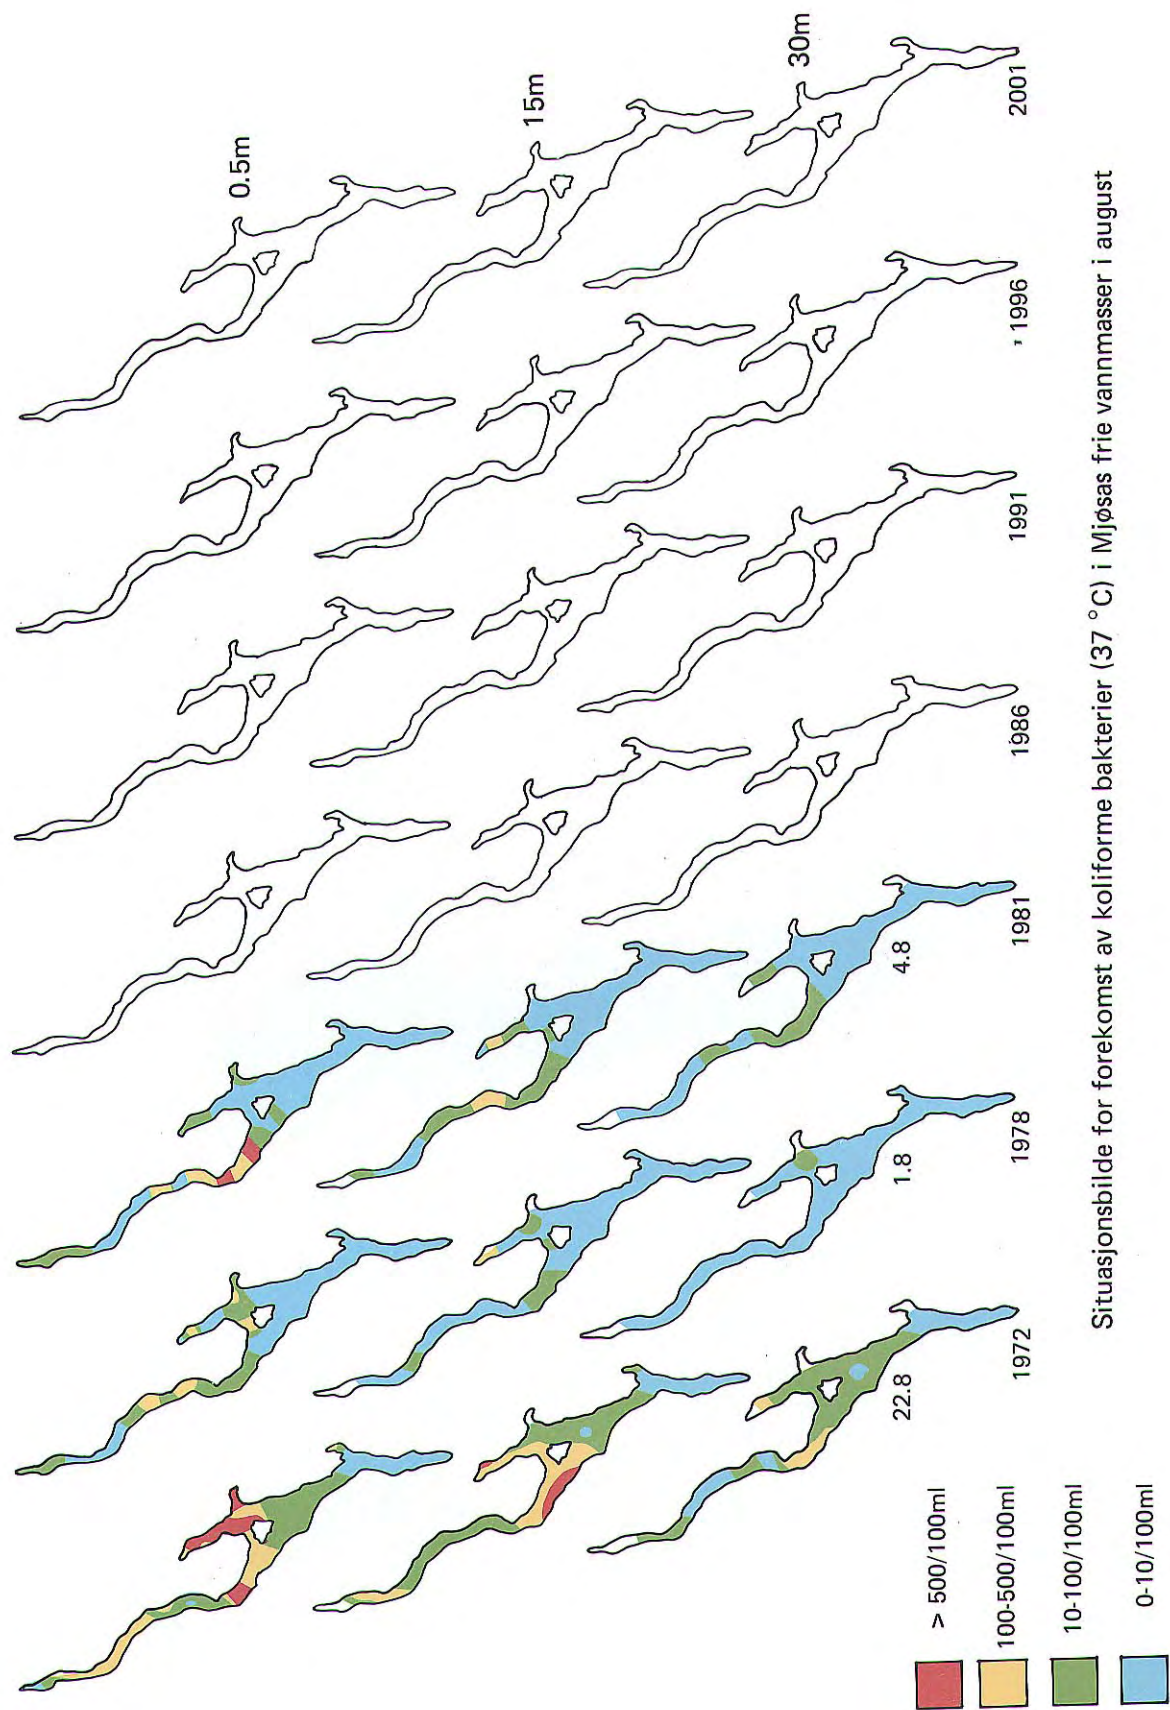 0.5m
15m
30m
22.8
1.8
4.8
1972
1978
1981
1986
1991
1996
2001
> 500/100ml
100-500/100ml
10-100/100ml
0-10/100ml
Situasjonsbilde for forekomst av koliforme bakterier (37 °C) i Mjøsas frie vannmasser i august